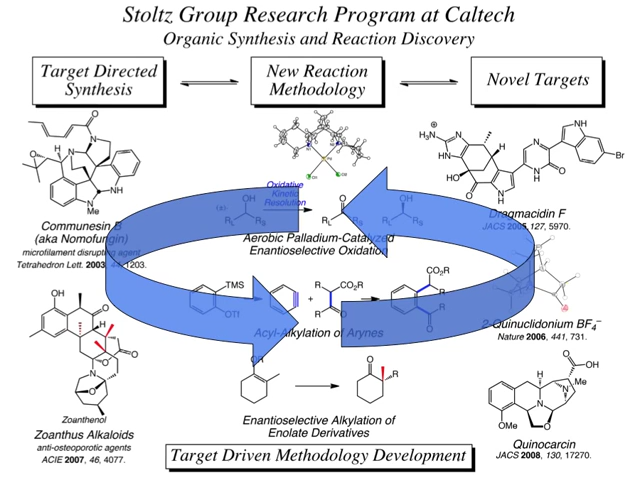 Stoltz Group Research Program at Caltech
Organic Synthesis and Reaction Discovery
Target Directed
Synthesis
New Reaction
Methodology
Novel Targets
Communesin B
(aka Nomofungin)
microfilament disrupting agent
Tetrahedron Lett. 2003, 1203.
Oxidative
Kinetic
Resolution
Aerobic Palladium-Catalyzed
Enantioselective Oxidation
Dragmacidin F
JACS 2005, 127, 5970.
TMS
OTf
CO₂R
Acyl-Alkylation of Arynes
2-Quinuclidonium BF₄⁻
Nature 2006, 441, 731.
Zoanthenol
Zoanthus Alkaloids
anti-osteoporotic agents
ACIE 2007, 46, 4077.
Enantioselective Alkylation of
Enolate Derivatives
Quinocarcin
JACS 2008, 130, 17270.
Target Driven Methodology Development